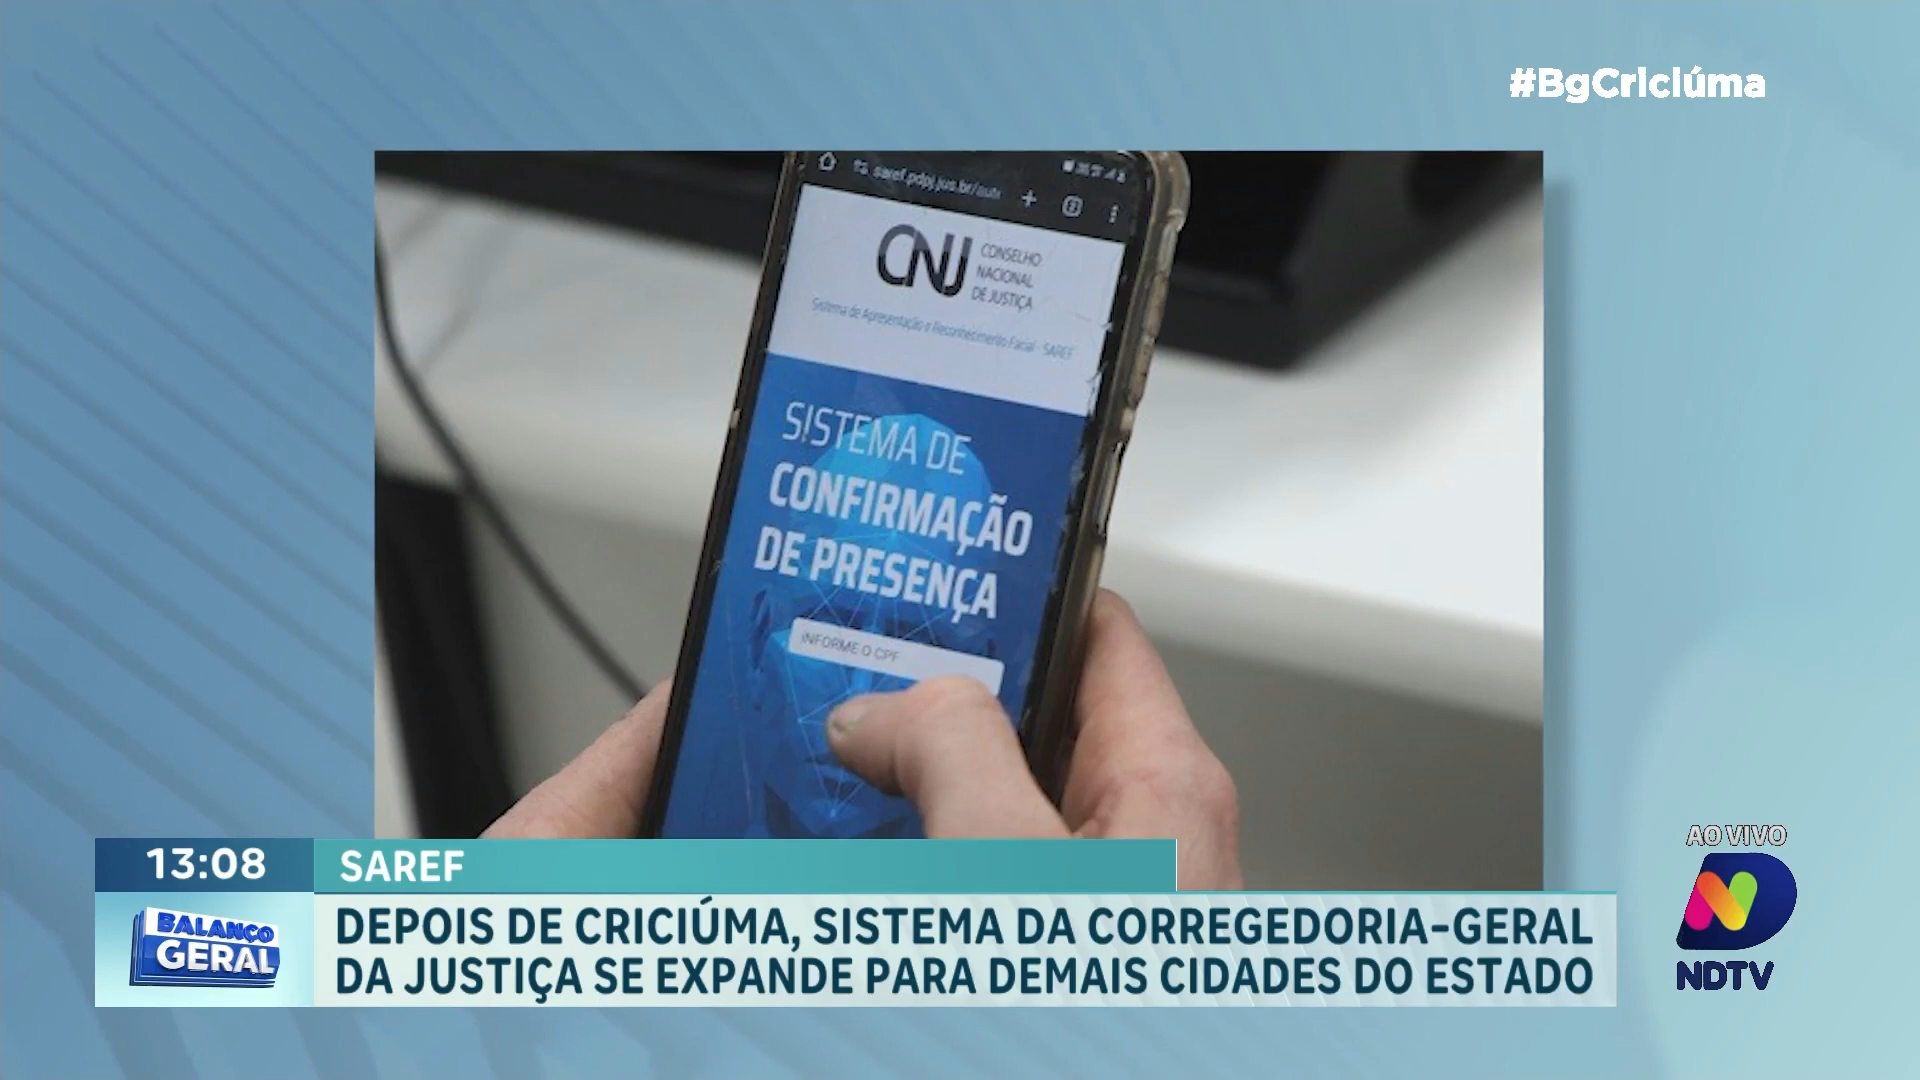 #BgCriciúma
saref.pdpj.jus.br/aute
CNJ CONSELHO
NACIONAL
DE JUSTIÇA
Sistema de Apresentação e Reconhecimento Facial - SAREF
SISTEMA DE
CONFIRMAÇÃO
DE PRESENÇA
INFORME O CPF
AO VIVO
13:08 SAREF
BALANÇO
GERAL
DEPOIS DE CRICIÚMA, SISTEMA DA CORREGEDORIA-GERAL
DA JUSTIÇA SE EXPANDE PARA DEMAIS CIDADES DO ESTADO
NDTV